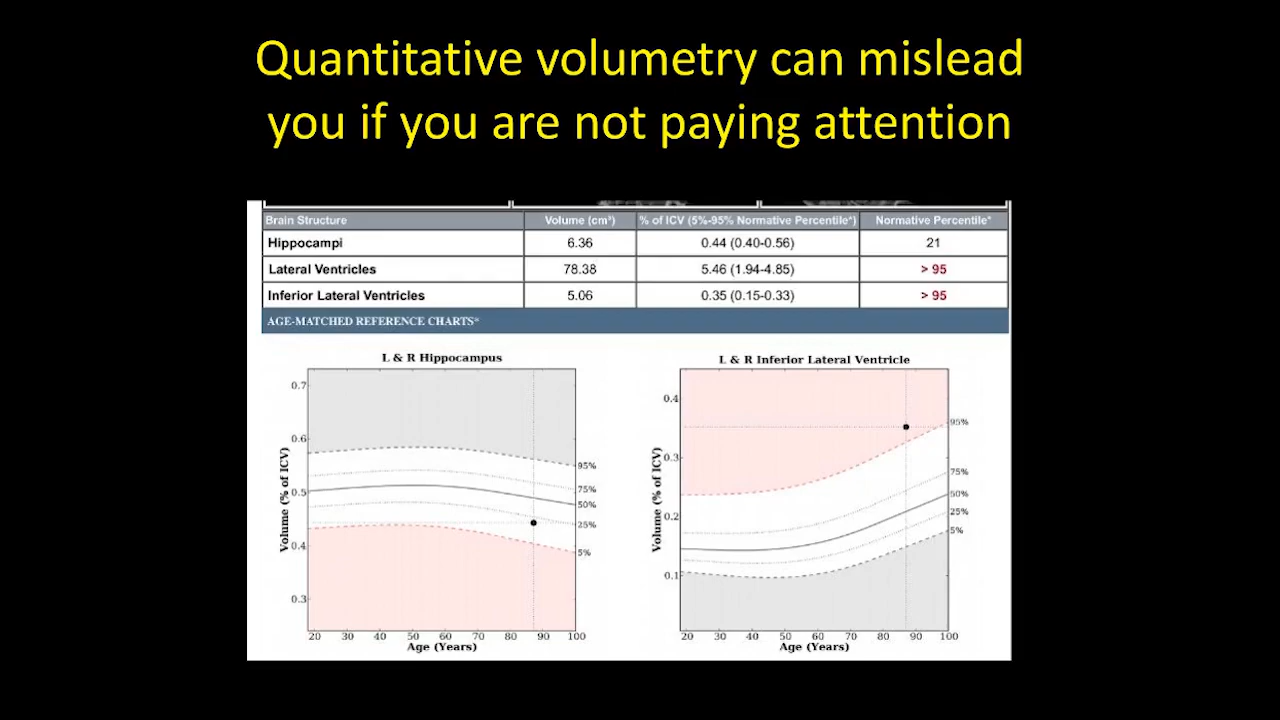 Quantitative volumetry can mislead
you if you are not paying attention
Brain Structure Volume (cm³) % of ICV (5%-95% Normative Percentile*) Normative Percentile*
Hippocampi 6.36 0.44 (0.40-0.56) 21
Lateral Ventricles 78.38 5.46 (1.94-4.85) > 95
Inferior Lateral Ventricles 5.06 0.35 (0.15-0.33) > 95
AGE-MATCHED REFERENCE CHARTS*
L & R Hippocampus
0.7
0.6
0.5
0.4
0.3
Volume (% of ICV)
95%
75%
50%
25%
5%
20 30 40 50 60 70 80 90 100
Age (Years)
L & R Inferior Lateral Ventricle
0.4
0.3
0.2
0.1
Volume (% of ICV)
95%
75%
50%
25%
5%
20 30 40 50 60 70 80 90 100
Age (Years)